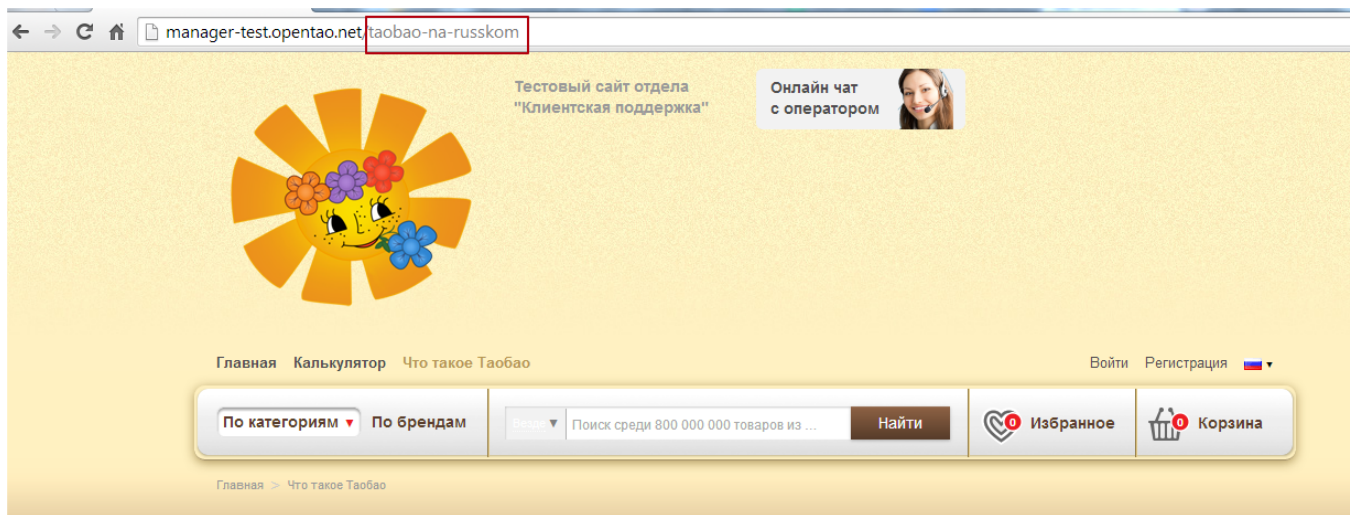 manager-test.opentao.net/taobao-na-russkom
Тестовый сайт отдела
"Клиентская поддержка"
Онлайн чат
с оператором
Главная Калькулятор Что такое Таобао
Войти Регистрация
По категориям По брендам Везде Поиск среди 800 000 000 товаров из ... Найти 0 Избранное 0 Корзина
Главная > Что такое Таобао